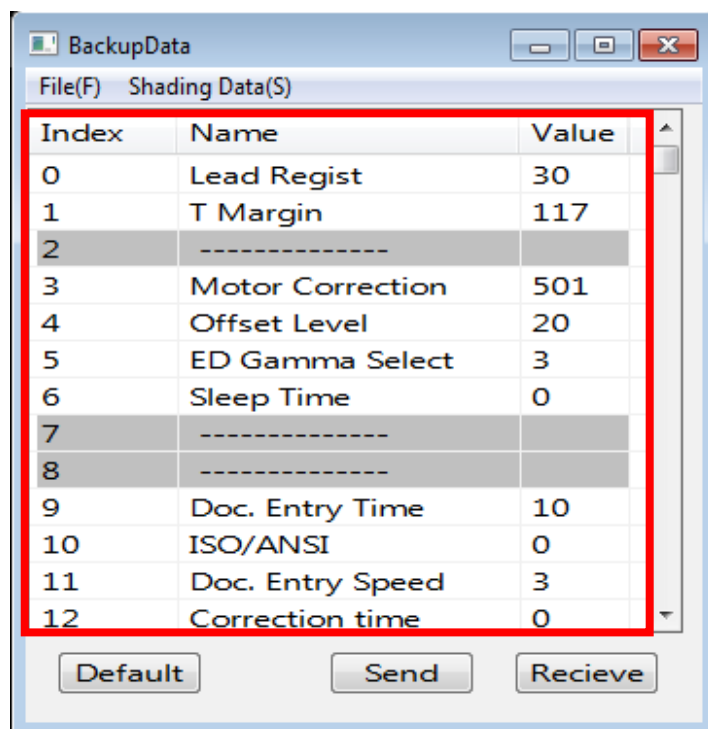 BackupData
File(F) Shading Data(S)
Index Name Value
0 Lead Regist 30
1 T Margin 117
2 --------------
3 Motor Correction 501
4 Offset Level 20
5 ED Gamma Select 3
6 Sleep Time 0
7 --------------
8 --------------
9 Doc. Entry Time 10
10 ISO/ANSI 0
11 Doc. Entry Speed 3
12 Correction time 0
Default Send Recieve